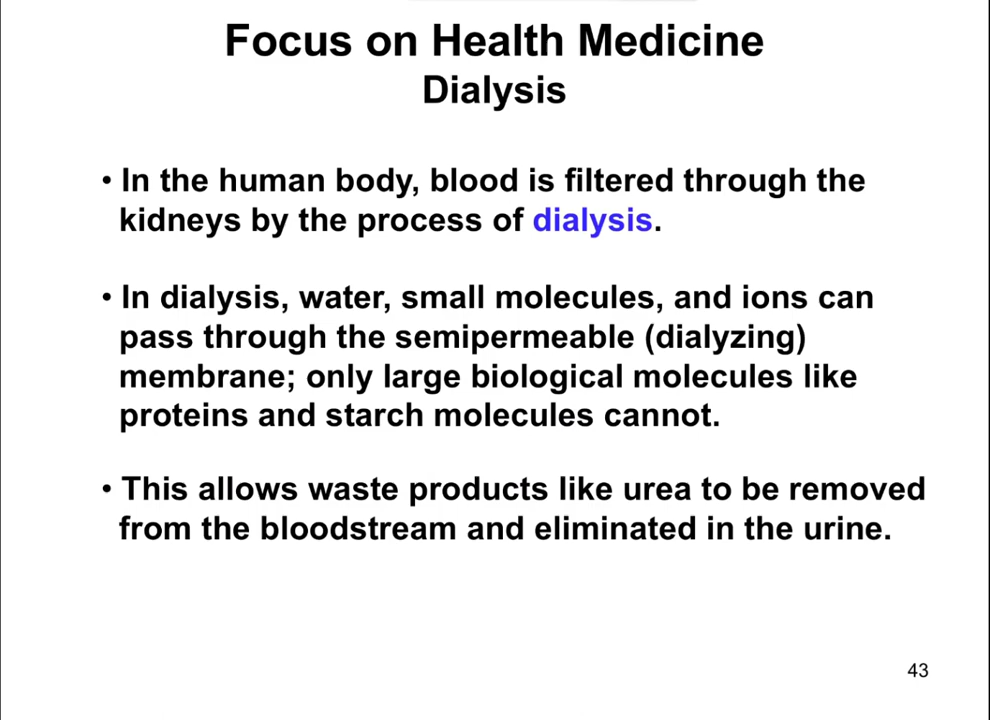 Focus on Health Medicine
Dialysis
• In the human body, blood is filtered through the
kidneys by the process of dialysis.
• In dialysis, water, small molecules, and ions can
pass through the semipermeable (dialyzing)
membrane; only large biological molecules like
proteins and starch molecules cannot.
• This allows waste products like urea to be removed
from the bloodstream and eliminated in the urine.
43